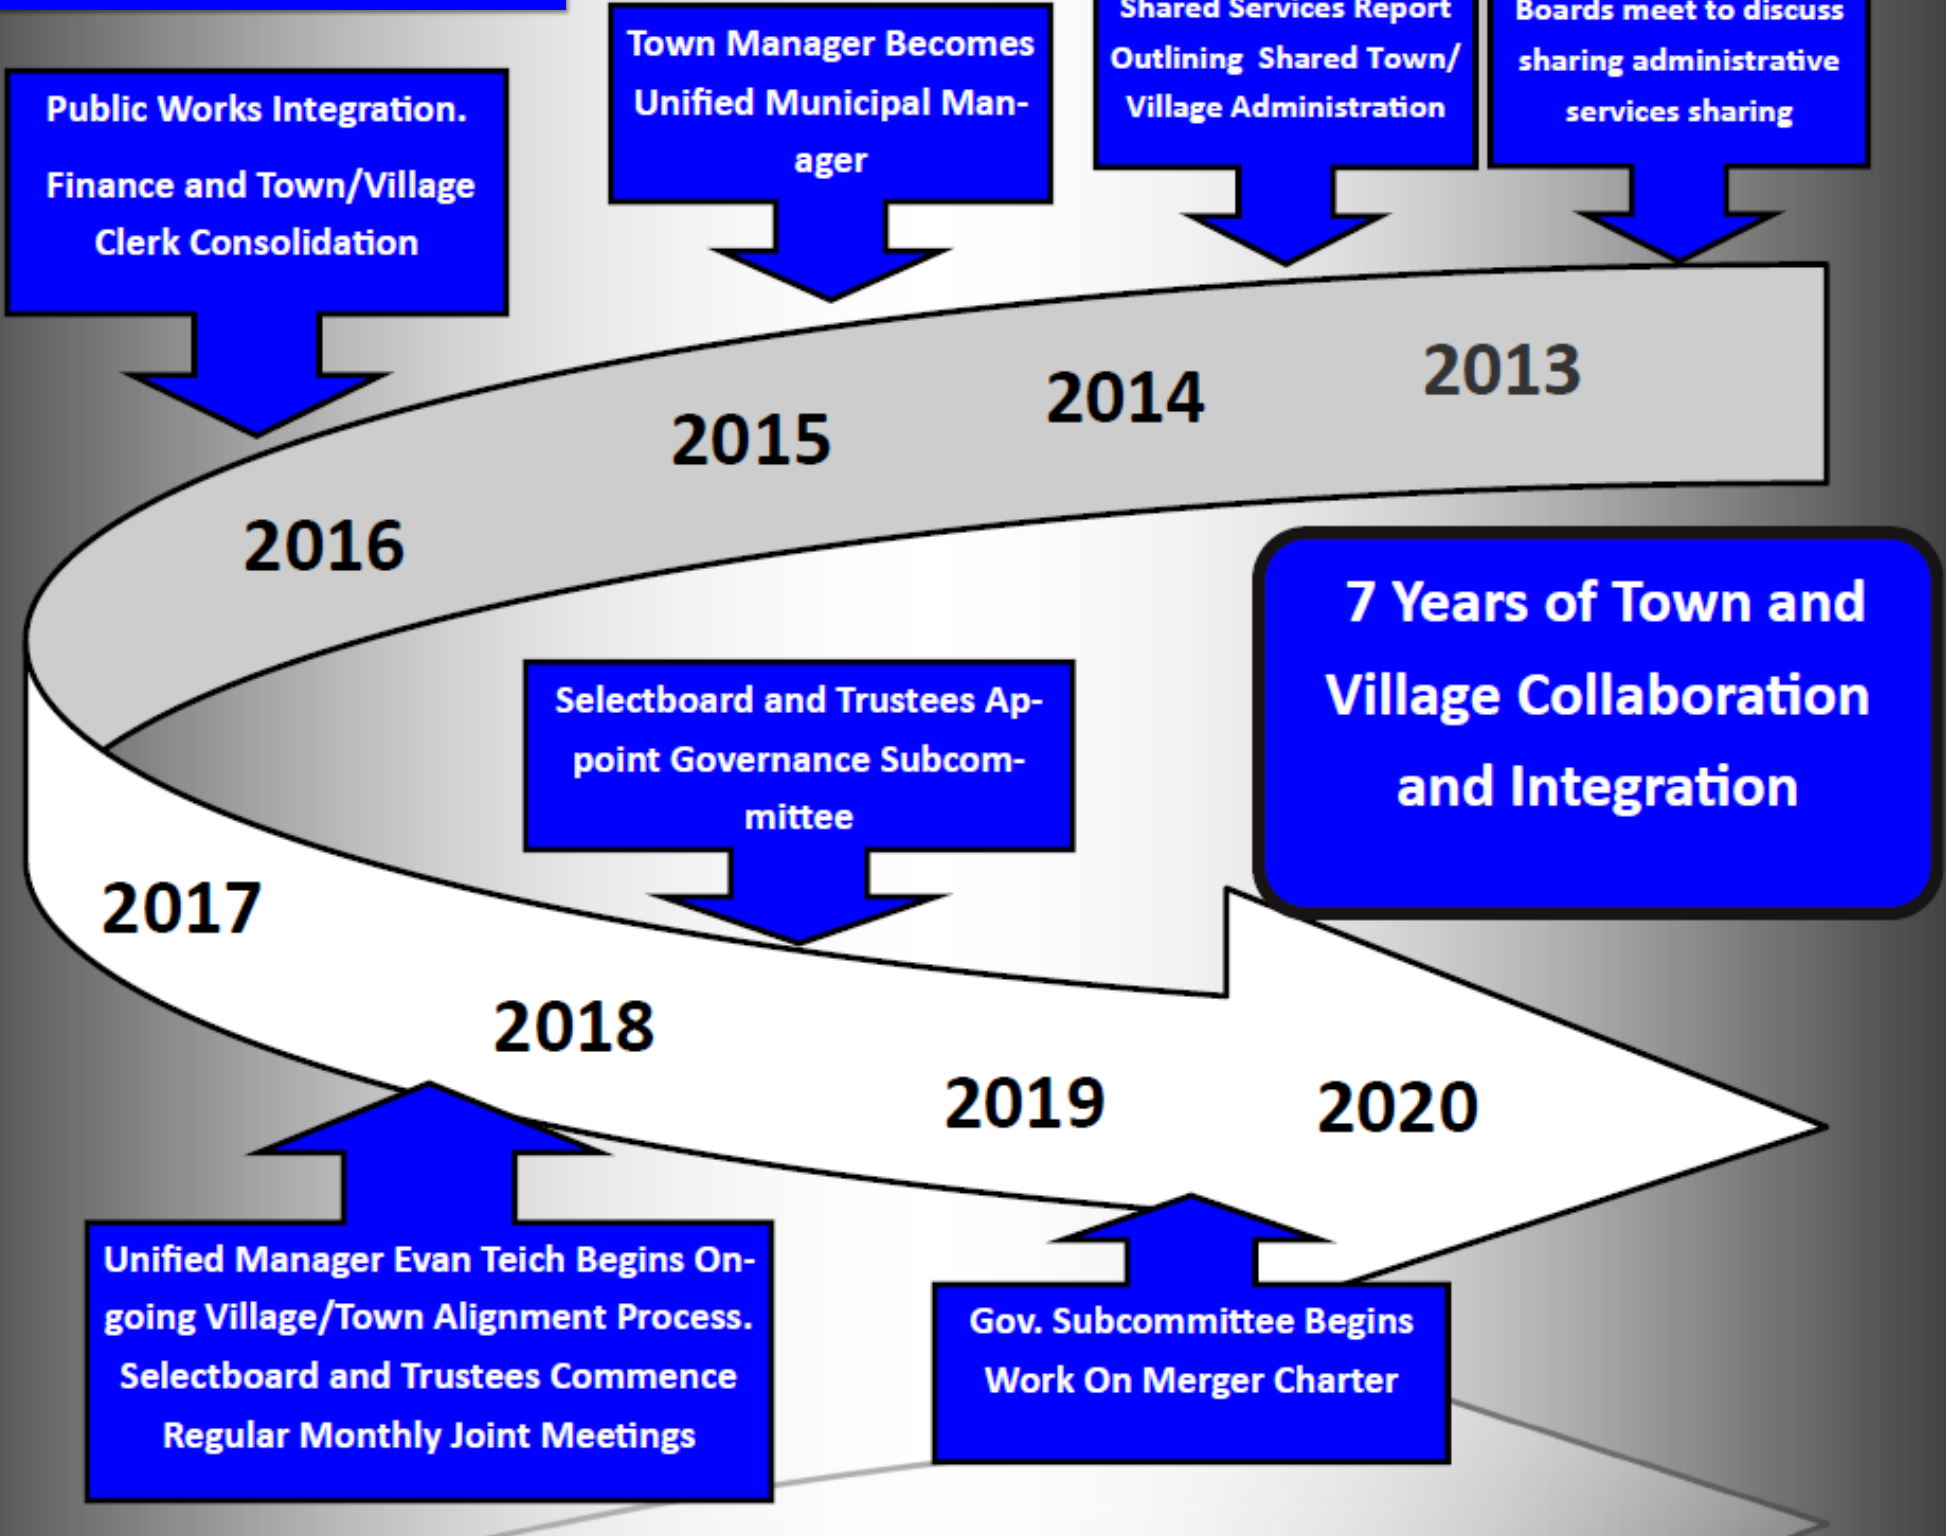 Public Works Integration.
Finance and Town/Village
Clerk Consolidation
Town Manager Becomes
Unified Municipal Man-
ager
Shared Services Report
Outlining Shared Town/
Village Administration
Boards meet to discuss
sharing administrative
services sharing
2013
2014
2015
2016
7 Years of Town and
Village Collaboration
and Integration
Selectboard and Trustees Ap-
point Governance Subcom-
mittee
2017
2018
2019
2020
Unified Manager Evan Teich Begins On-
going Village/Town Alignment Process.
Selectboard and Trustees Commence
Regular Monthly Joint Meetings
Gov. Subcommittee Begins
Work On Merger Charter